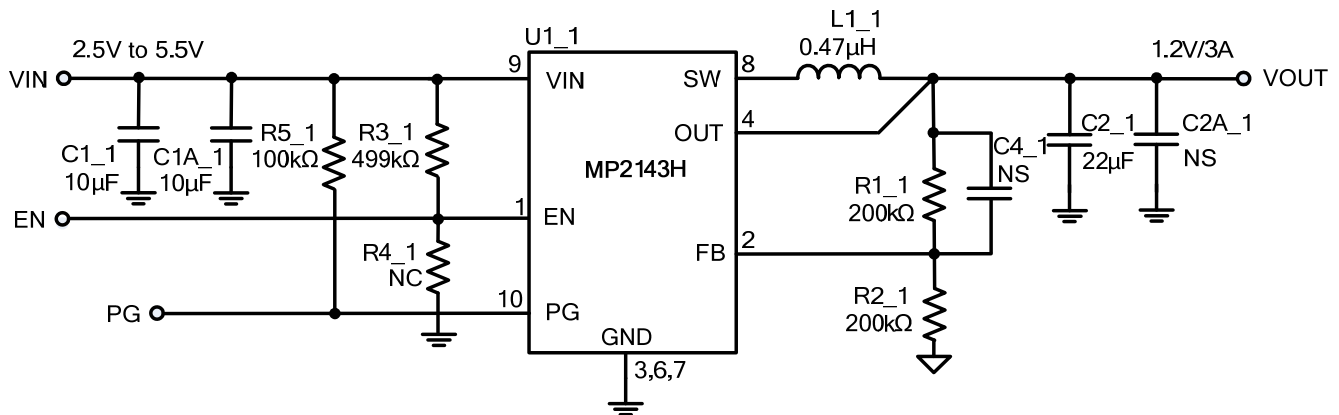 2.5V to 5.5V
VIN
C1_1
10µF
C1A_1
10µF
R5_1
100kΩ
R3_1
499kΩ
EN
R4_1
NC
PG
U1_1
9
VIN
1
EN
10
PG
MP2143H
GND
3,6,7
SW
8
OUT
4
FB
2
L1_1
0.47µH
1.2V/3A
VOUT
C4_1
NS
R1_1
200kΩ
R2_1
200kΩ
C2_1
22µF
C2A_1
NS